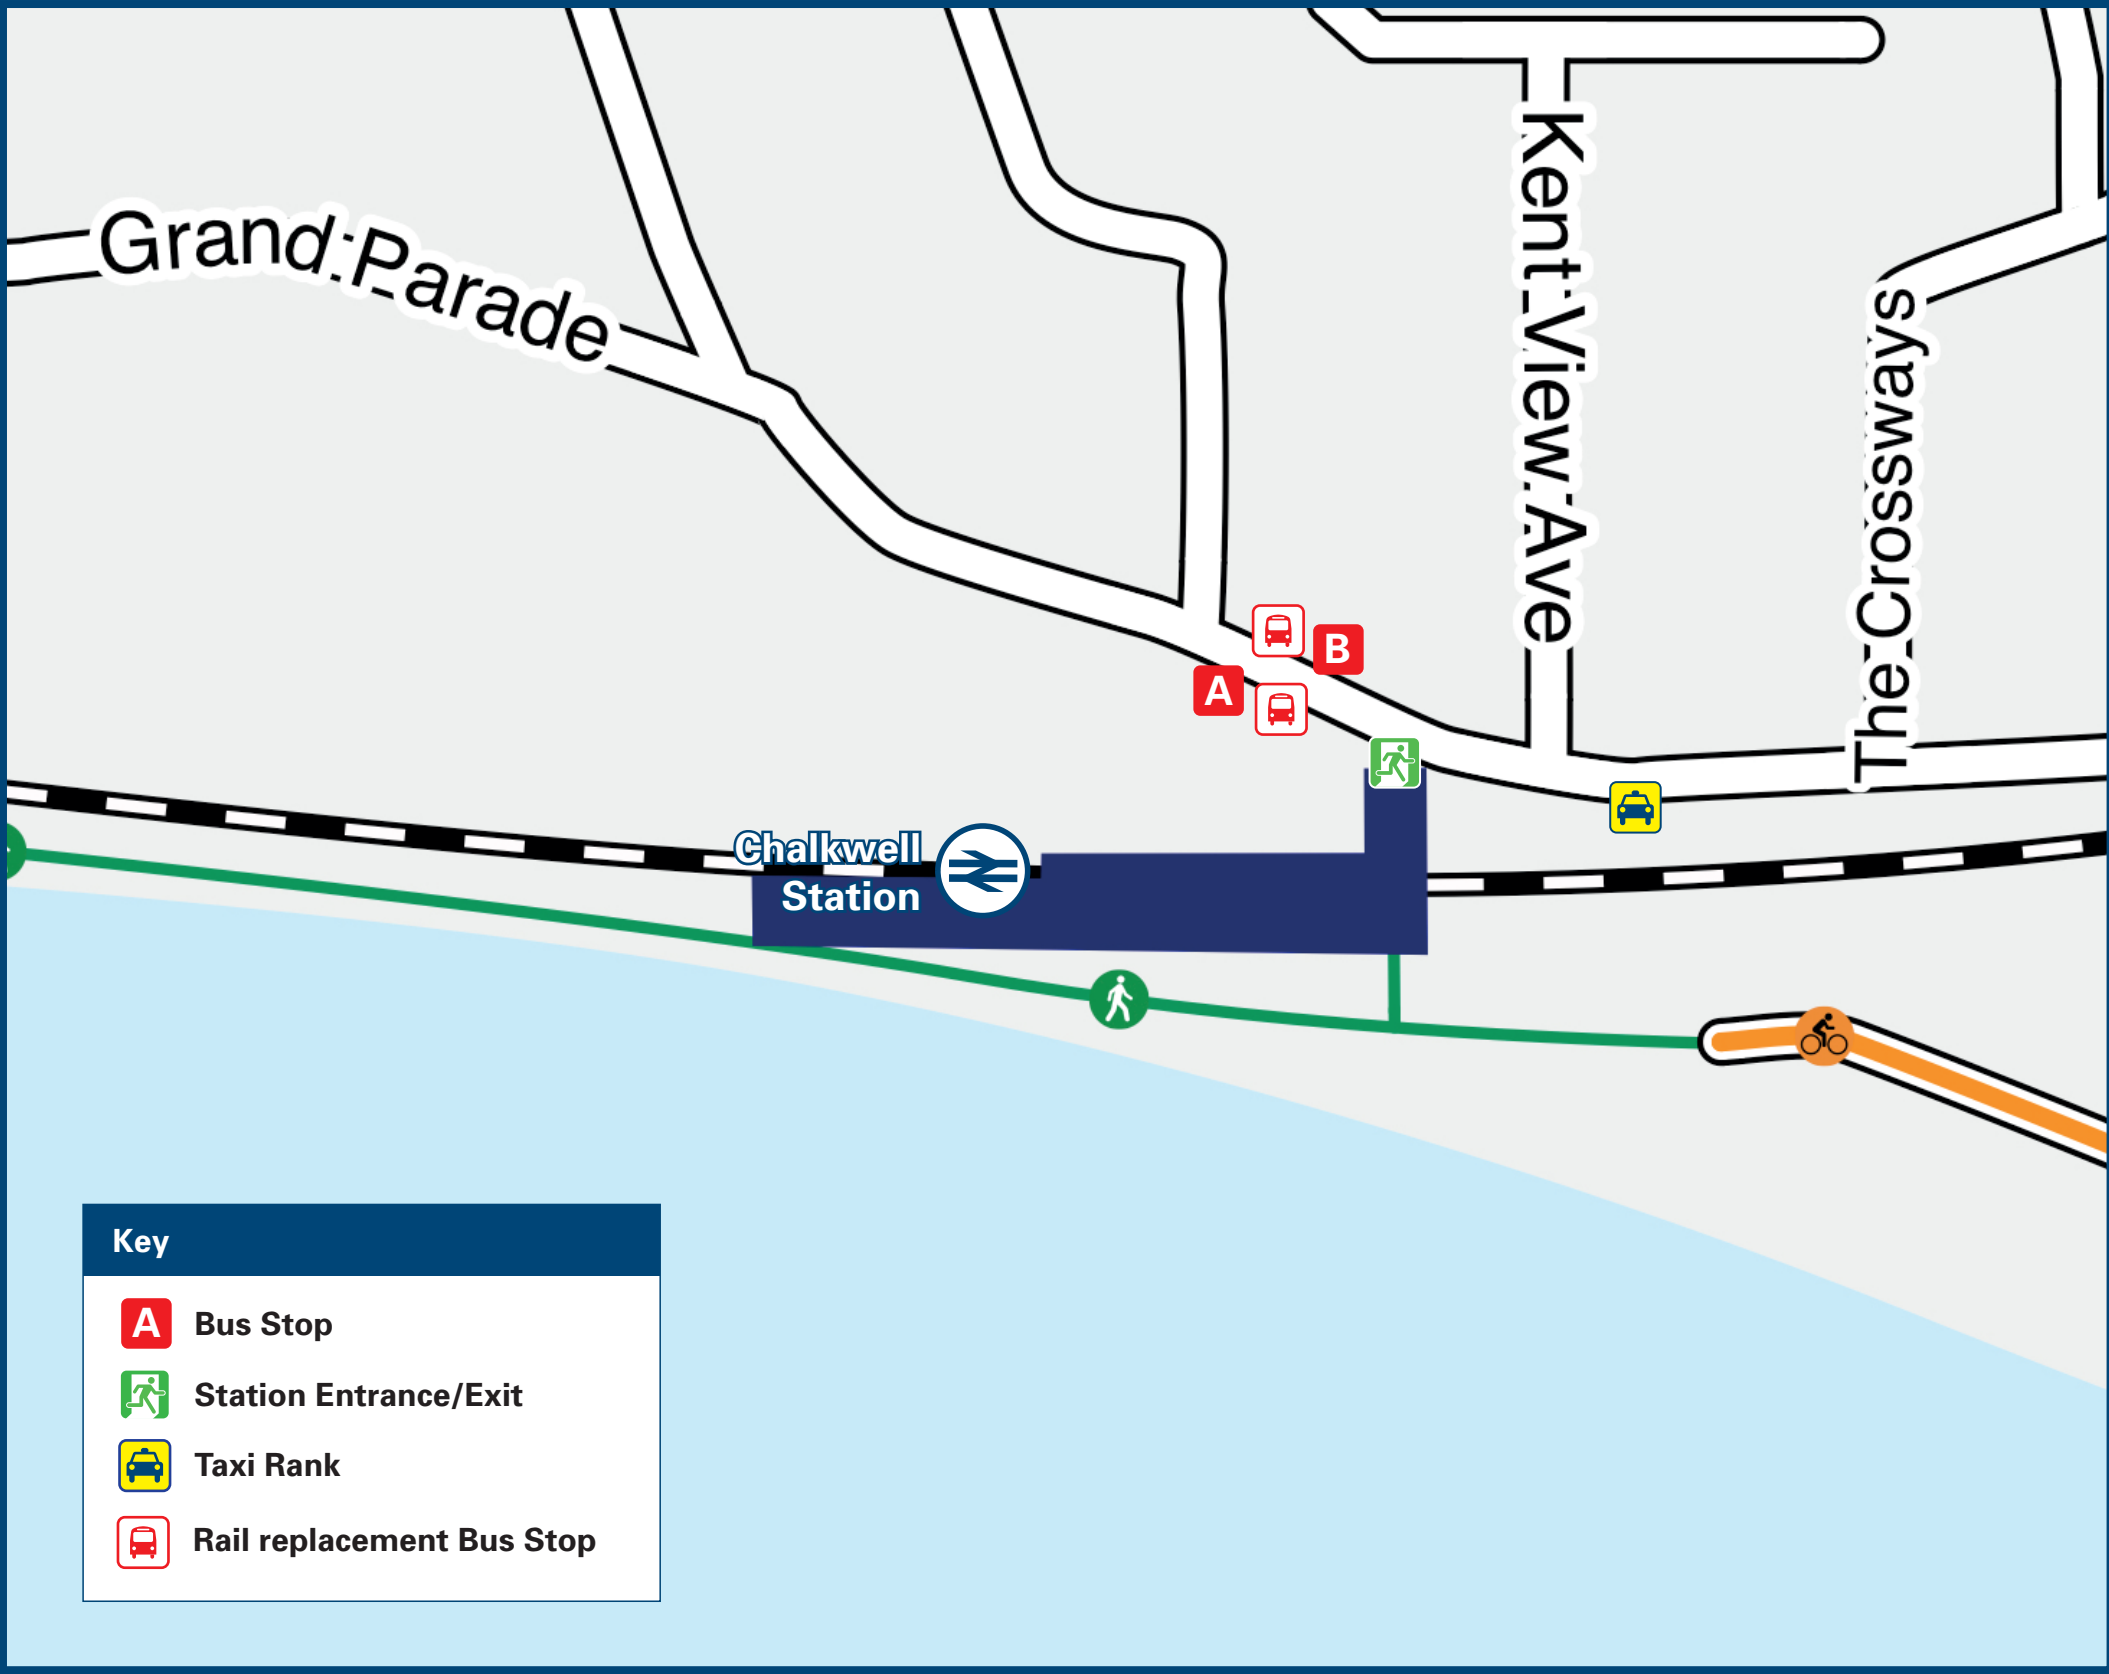 Grand Parade
Kent View Ave
The Crossways
B
A
Chalkwell
Station
Key
A Bus Stop
Station Entrance/Exit
Taxi Rank
Rail replacement Bus Stop